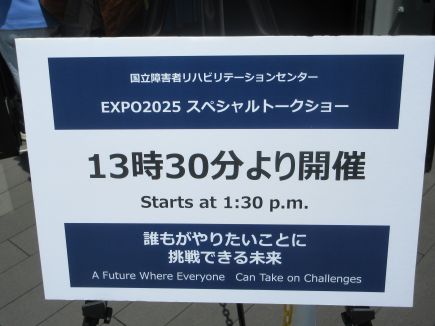 国立障害者リハビリテーションセンター
EXPO2025 スペシャルトークショー
13時30分より開催
Starts at 1:30 p.m.
誰もがやりたいことに
挑戦できる未来
A Future Where Everyone Can Take on Challenges